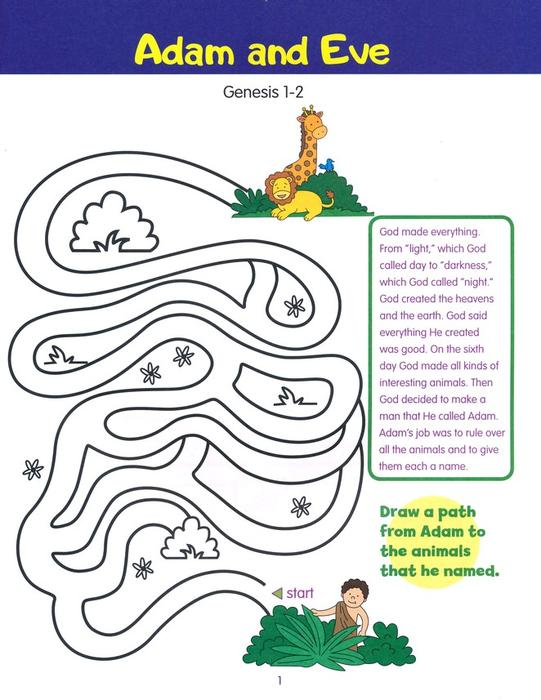 Adam and Eve
Genesis 1-2
God made everything.
From "light," which God
called day to "darkness,"
which God called "night."
God created the heavens
and the earth. God said
everything He created
was good. On the sixth
day God made all kinds of
interesting animals. Then
God decided to make a
man that He called Adam.
Adam's job was to rule over
all the animals and to give
them each a name.
Draw a path
from Adam to
the animals
that he named.
start
1